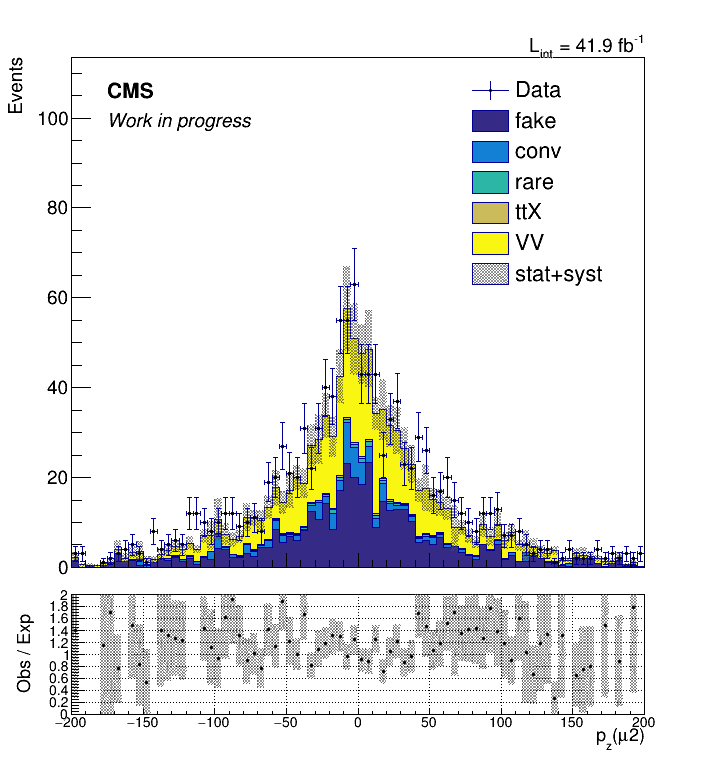 L_int = 41.9 fb^-1
Events
CMS
Work in progress
Data
fake
conv
rare
ttX
VV
stat+syst
100
80
60
40
20
0
Obs / Exp
2
1.8
1.6
1.4
1.2
1
0.8
0.6
0.4
0.2
0
−200 −150 −100 −50 0 50 100 150 200
p_z(μ2)